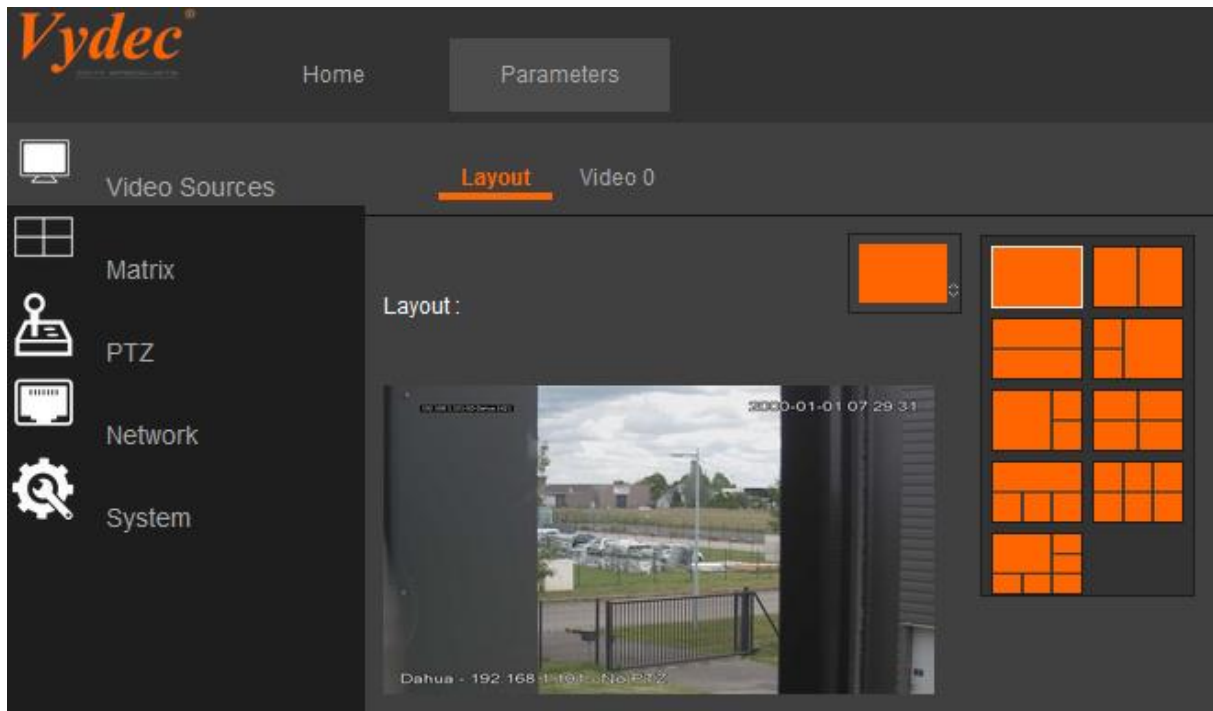 Vydec®
Home
Parameters
Video Sources
Layout
Video 0
Matrix
PTZ
Network
System
Layout :
2000-01-01 07 29 31
Dahua - 192 168 1 101 - No PTZ